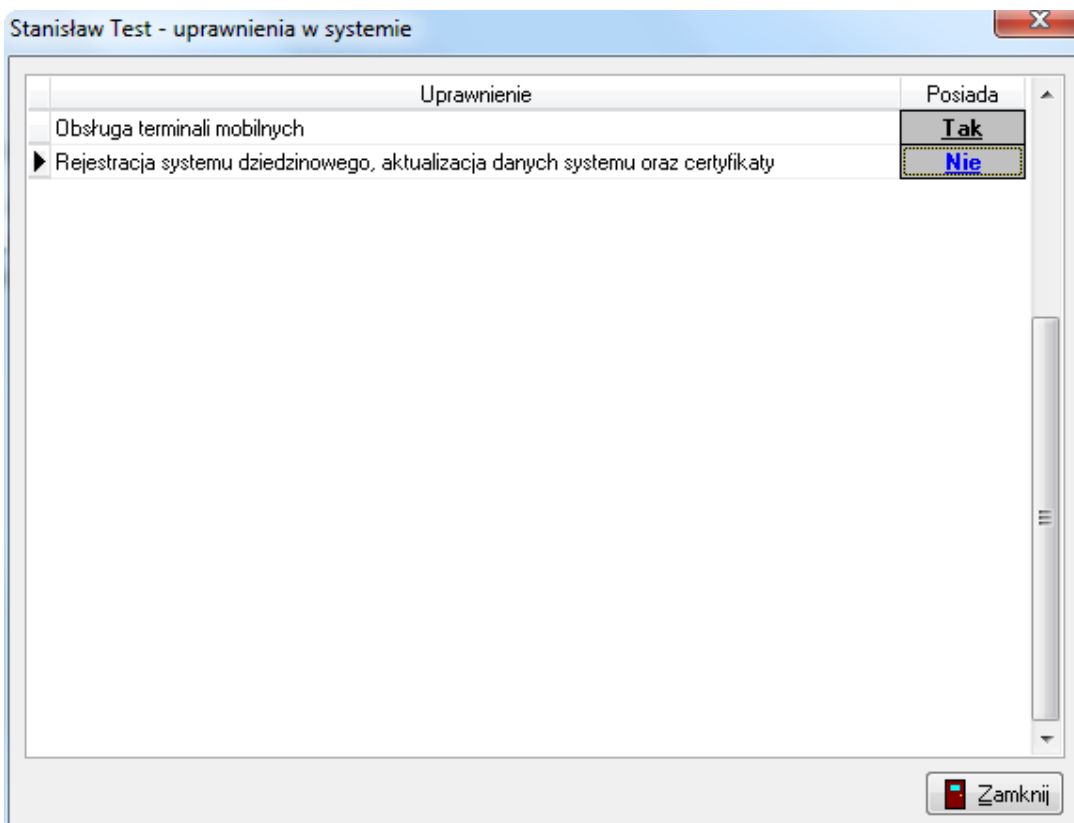 Stanisław Test - uprawnienia w systemie
Uprawnienie Posiada
Obsługa terminali mobilnych Tak
Rejestracja systemu dziedzinowego, aktualizacja danych systemu oraz certyfikaty Nie
Zamknij